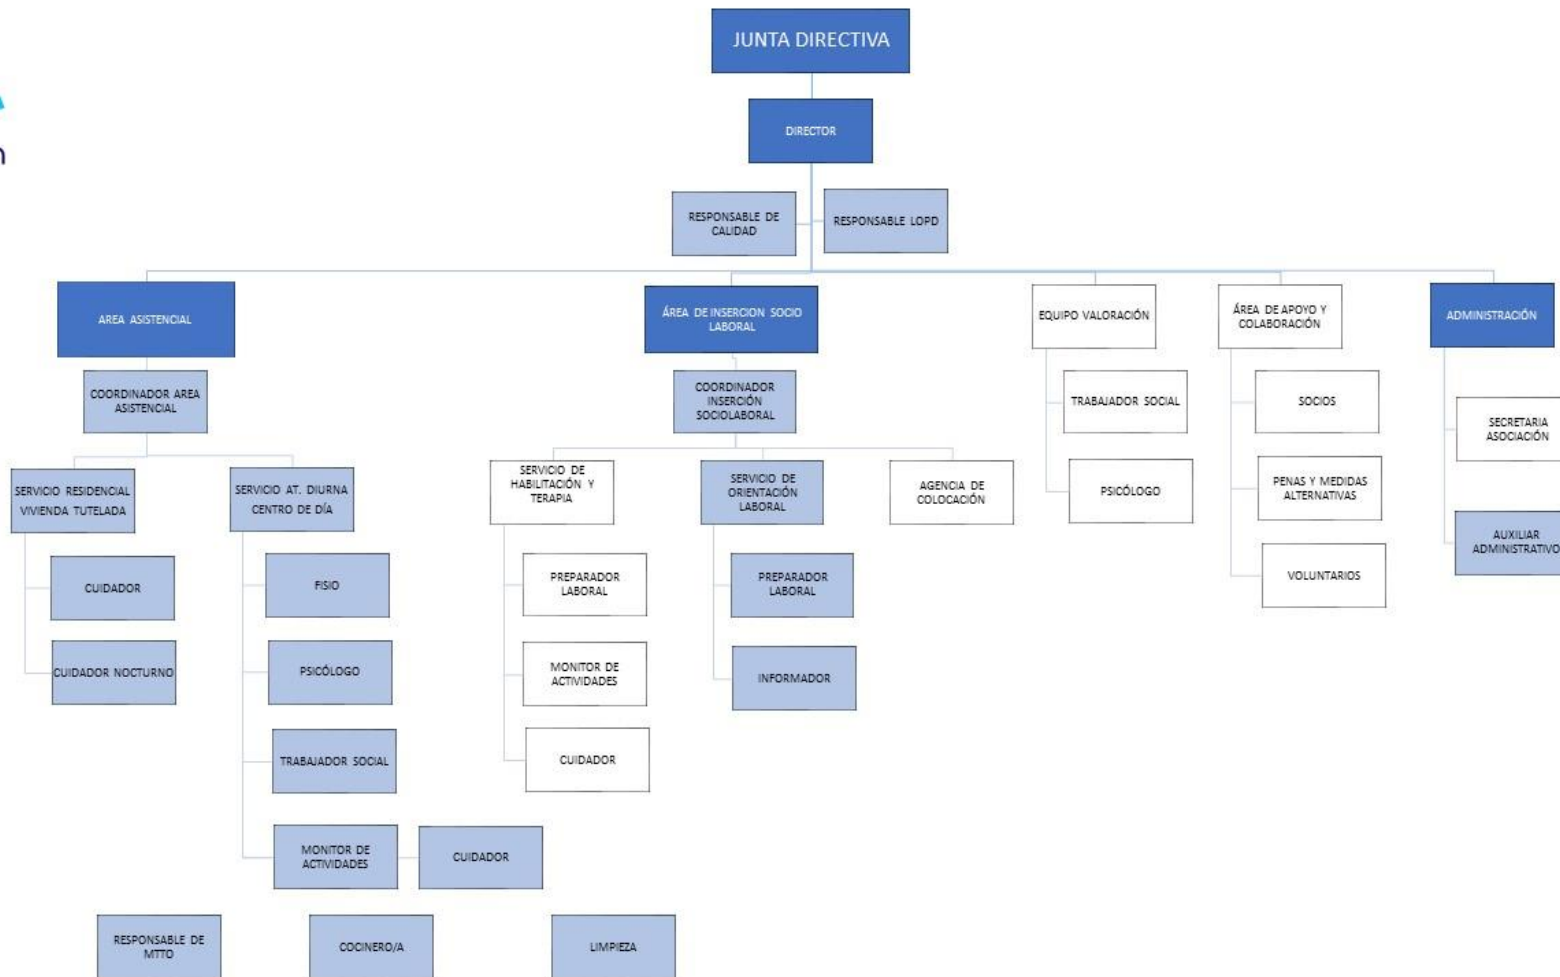 JUNTA DIRECTIVA
DIRECTOR
RESPONSABLE DE
CALIDAD
RESPONSABLE LOPD
AREA ASISTENCIAL
ÁREA DE INSERCION SOCIO
LABORAL
EQUIPO VALORACIÓN
ÁREA DE APOYO Y
COLABORACIÓN
ADMINISTRACIÓN
COORDINADOR AREA
ASISTENCIAL
COORDINADOR
INSERCIÓN
SOCIOLABORAL
TRABAJADOR SOCIAL
SOCIOS
SECRETARIA
ASOCIACIÓN
SERVICIO RESIDENCIAL
VIVIENDA TUTELADA
SERVICIO AT. DIURNA
CENTRO DE DÍA
SERVICIO DE
HABILITACIÓN Y
TERAPIA
SERVICIO DE
ORIENTACIÓN
LABORAL
AGENCIA DE
COLOCACIÓN
PSICÓLOGO
PENAS Y MEDIDAS
ALTERNATIVAS
AUXILIAR
ADMINISTRATIVO
CUIDADOR
FISIO
PREPARADOR
LABORAL
PREPARADOR
LABORAL
VOLUNTARIOS
CUIDADOR NOCTURNO
PSICÓLOGO
MONITOR DE
ACTIVIDADES
INFORMADOR
TRABAJADOR SOCIAL
CUIDADOR
MONITOR DE
ACTIVIDADES
CUIDADOR
RESPONSABLE DE
MTTO
COCINERO/A
LIMPIEZA